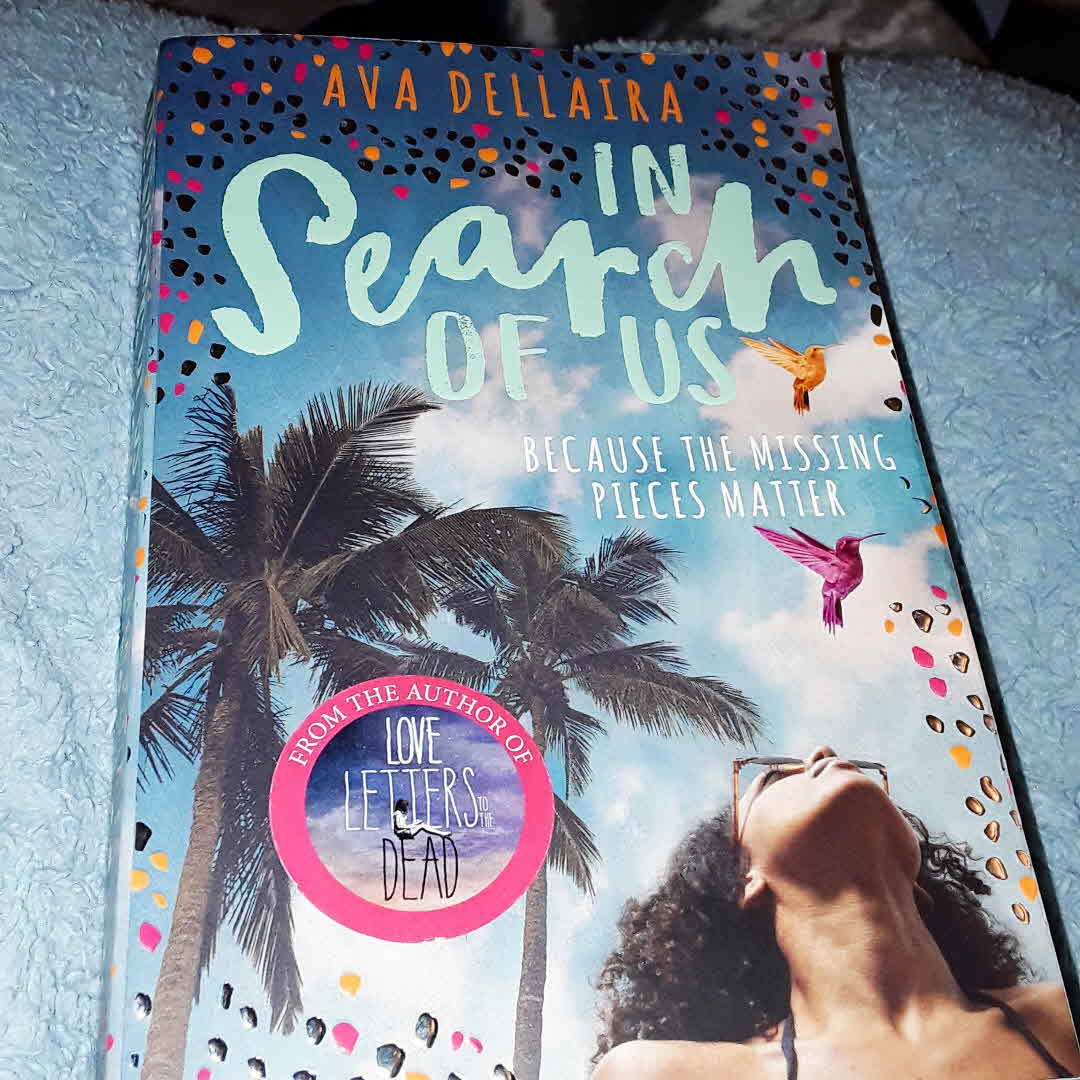 AVA DELLAIRA
IN
Search
OF US
BECAUSE THE MISSING
PIECES MATTER
FROM THE AUTHOR OF
LOVE
LETTERS TO THE
DEAD